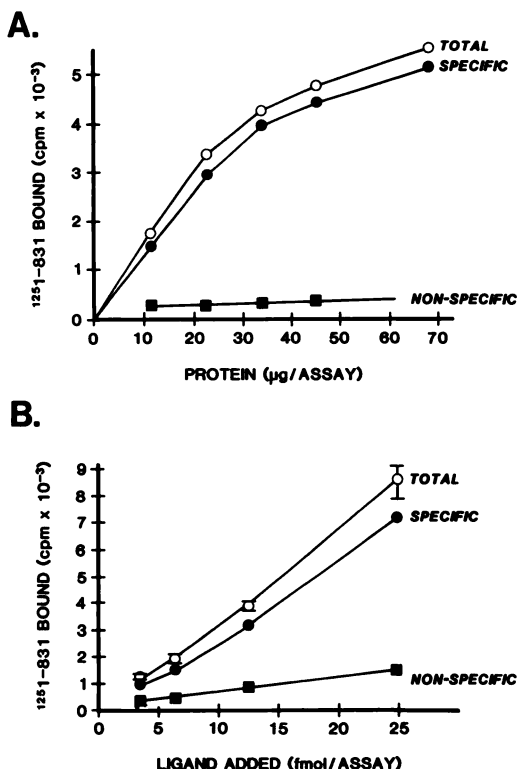 A.
TOTAL
SPECIFIC
NON-SPECIFIC
¹²⁵I-831 BOUND (cpm x 10⁻³)
5
4
3
2
1
0
0 10 20 30 40 50 60 70
PROTEIN (µg/ASSAY)
B.
TOTAL
SPECIFIC
NON-SPECIFIC
¹²⁵I-831 BOUND (cpm x 10⁻³)
9
8
7
6
5
4
3
2
1
0
0 5 10 15 20 25
LIGAND ADDED (fmol/ASSAY)